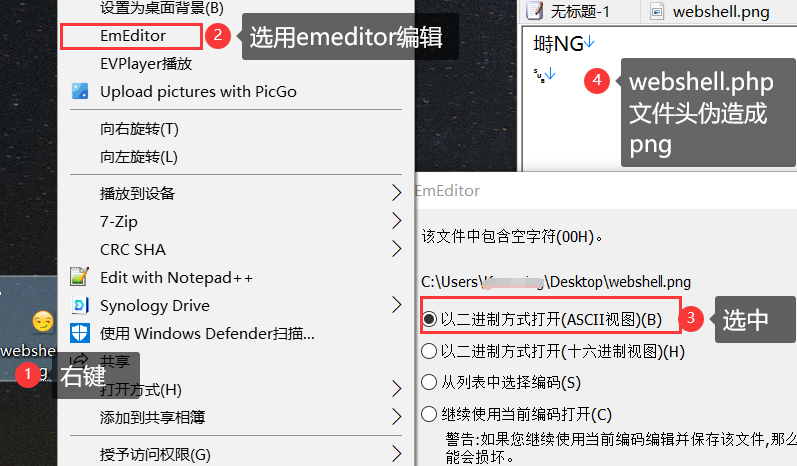 设置为桌面背景(B)
EmEditor
2
选用emeditor编辑
EVPlayer播放
Upload pictures with PicGo
向右旋转(T)
向左旋转(L)
播放到设备
7-Zip
CRC SHA
Edit with Notepad++
Synology Drive
使用 Windows Defender扫描...
共享
1
右键
打开方式(H)
添加到共享相簿
授予访问权限(G)
无标题-1
webshell.png
塒NG↓
SUB↓
4
webshell.php
文件头伪造成
png
EmEditor
该文件中包含空字符(00H)。
\Desktop\webshell.png
C:\Users\
以二进制方式打开(ASCII视图)(B)
3
选中
以二进制方式打开(十六进制视图)(H)
从列表中选择编码(S)
继续使用当前编码打开(C)
警告:如果您继续使用当前编码编辑并保存该文件,那么
能会损坏。